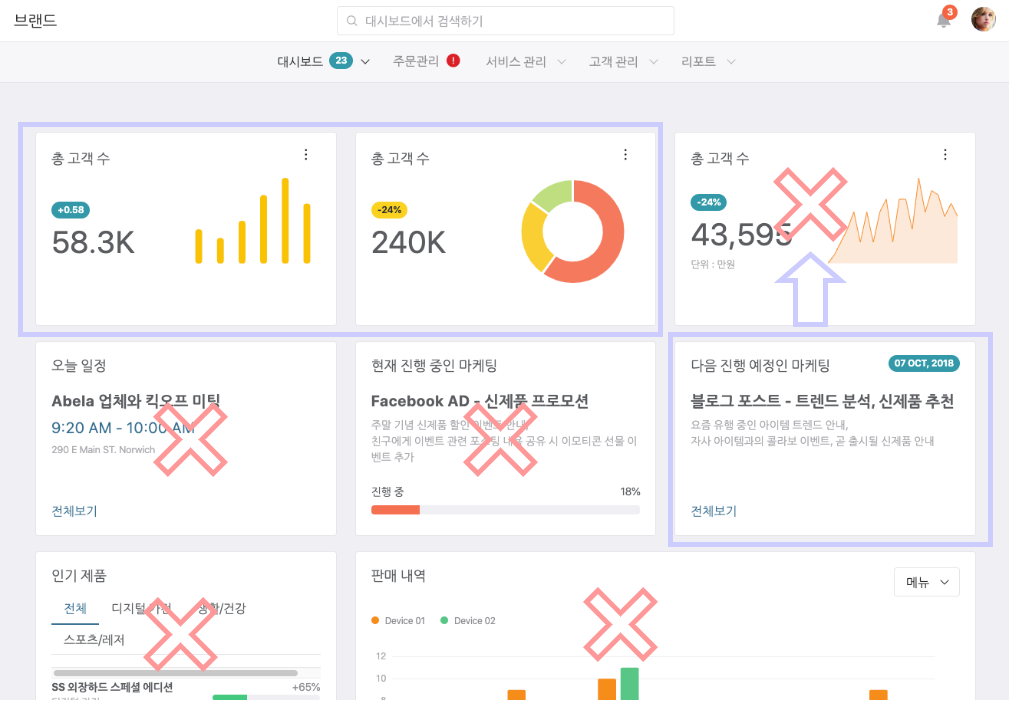 브랜드
대시보드에서 검색하기
3
대시보드 23
주문관리 !
서비스 관리
고객 관리
리포트
총 고객 수
+0.58
58.3K
총 고객 수
-24%
240K
총 고객 수
-24%
43,595
단위 : 만원
오늘 일정
Abela 업체와 킥오프 미팅
9:20 AM - 10:00 AM
290 E Main ST. Norwich
전체보기
현재 진행 중인 마케팅
Facebook AD - 신제품 프로모션
주말 기념 신제품 할인 이벤트 안내,
친구에게 이벤트 관련 포스팅 내용 공유 시 이모티콘 선물 이
벤트 추가
진행 중
18%
다음 진행 예정인 마케팅
07 OCT, 2018
블로그 포스트 - 트렌드 분석, 신제품 추천
요즘 유행 중인 아이템 트렌드 안내,
자사 아이템과의 콜라보 이벤트, 곧 출시될 신제품 안내
전체보기
인기 제품
전체
디지털/가전
생활/건강
스포츠/레저
SS 외장하드 스페셜 에디션
+65%
판매 내역
메뉴
Device 01
Device 02
12
10